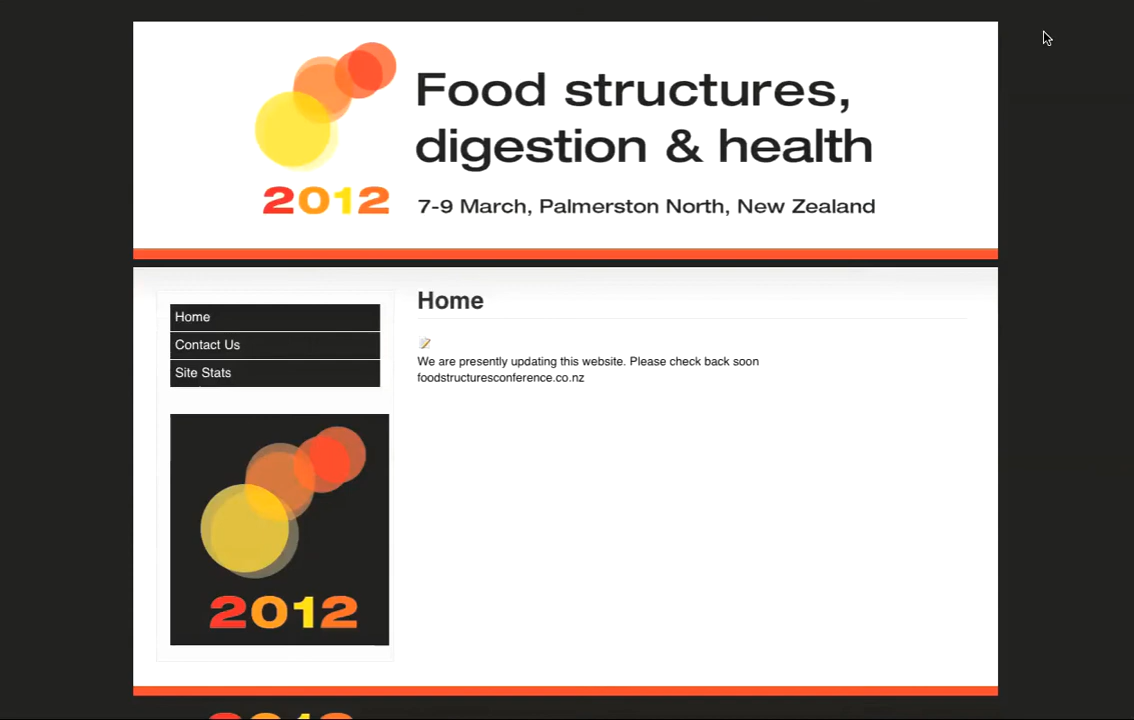 Food structures,
digestion & health
2012
7-9 March, Palmerston North, New Zealand
Home
Contact Us
Site Stats
2012
Home
We are presently updating this website. Please check back soon
foodstructuresconference.co.nz
2012